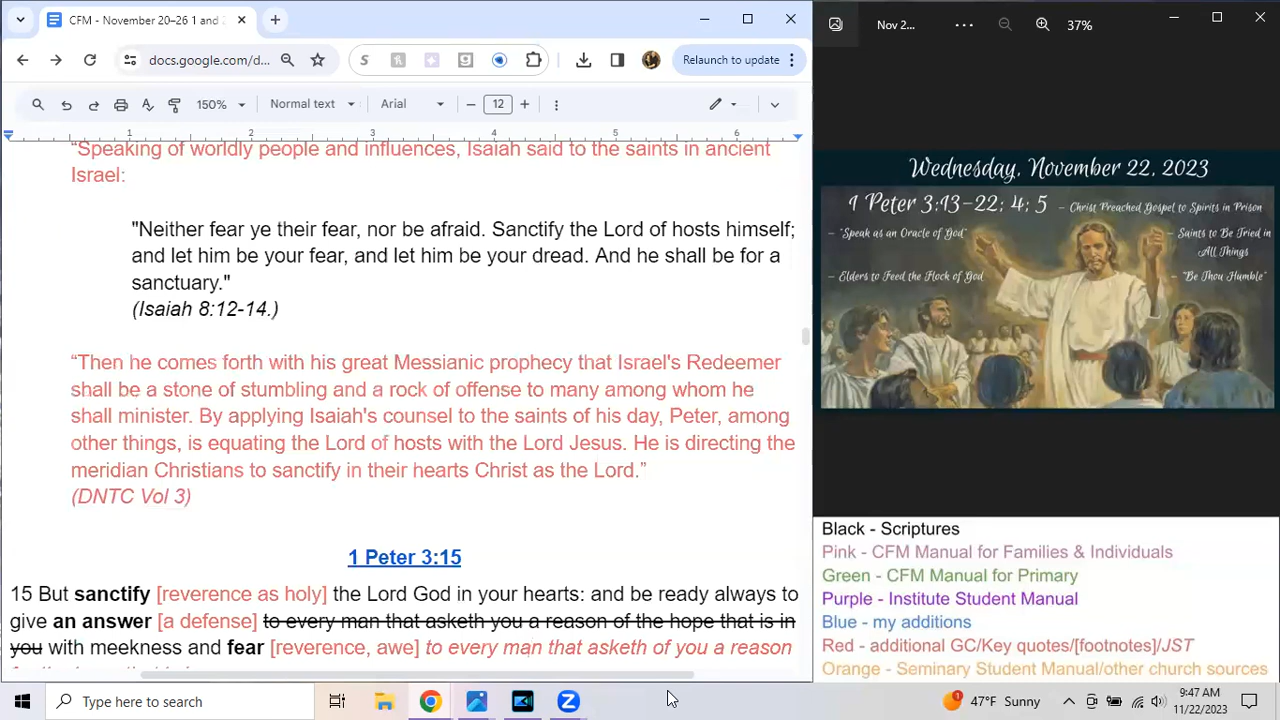 CFM - November 20–26 1 and 2
docs.google.com/d...
Relaunch to update
150%
Normal text
Arial
12
1
2
3
4
5
6
“Speaking of worldly people and influences, Isaiah said to the saints in ancient
Israel:
"Neither fear ye their fear, nor be afraid. Sanctify the Lord of hosts himself;
and let him be your fear, and let him be your dread. And he shall be for a
sanctuary."
(Isaiah 8:12-14.)
“Then he comes forth with his great Messianic prophecy that Israel's Redeemer
shall be a stone of stumbling and a rock of offense to many among whom he
shall minister. By applying Isaiah's counsel to the saints of his day, Peter, among
other things, is equating the Lord of hosts with the Lord Jesus. He is directing the
meridian Christians to sanctify in their hearts Christ as the Lord.”
(DNTC Vol 3)
1 Peter 3:15
15 But sanctify [reverence as holy] the Lord God in your hearts: and be ready always to
give an answer [a defense] to every man that asketh you a reason of the hope that is in
you with meekness and fear [reverence, awe] to every man that asketh of you a reason
Nov 2...
37%
Wednesday, November 22, 2023
1 Peter 3:13–22; 4; 5
– Christ Preached Gospel to Spirits in Prison
– "Speak as an Oracle of God"
– Saints to Be Tried in
All Things
– Elders to Feed the Flock of God
– "Be Thou Humble"
Black - Scriptures
Pink - CFM Manual for Families & Individuals
Green - CFM Manual for Primary
Purple - Institute Student Manual
Blue - my additions
Red - additional GC/Key quotes/[footnotes]/JST
Orange - Seminary Student Manual/other church sources
Type here to search
1
47°F Sunny
9:47 AM
11/22/2023